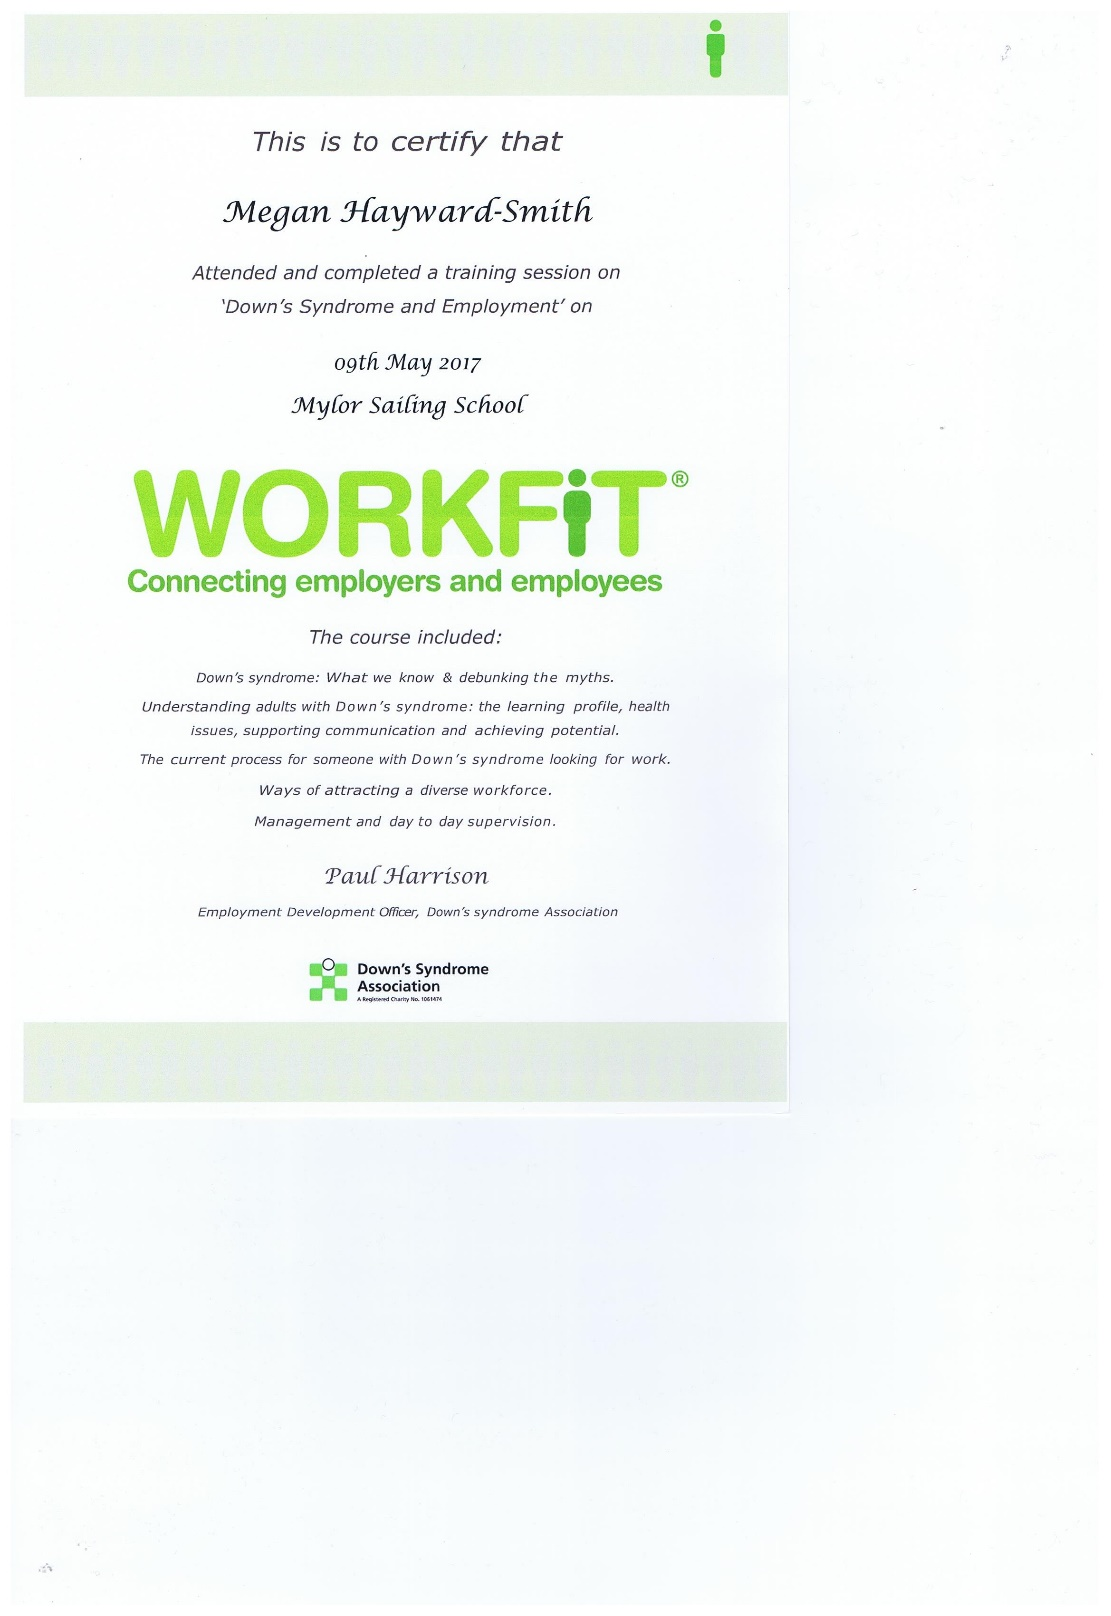 This is to certify that
Megan Hayward-Smith
Attended and completed a training session on
‘Down’s Syndrome and Employment’ on
09th May 2017
Mylor Sailing School
WORKFiT®
Connecting employers and employees
The course included:
Down’s syndrome: What we know & debunking the myths.
Understanding adults with Down’s syndrome: the learning profile, health
issues, supporting communication and achieving potential.
The current process for someone with Down’s syndrome looking for work.
Ways of attracting a diverse workforce.
Management and day to day supervision.
Paul Harrison
Employment Development Officer, Down’s syndrome Association
Down’s Syndrome
Association
A Registered Charity No. 1061474